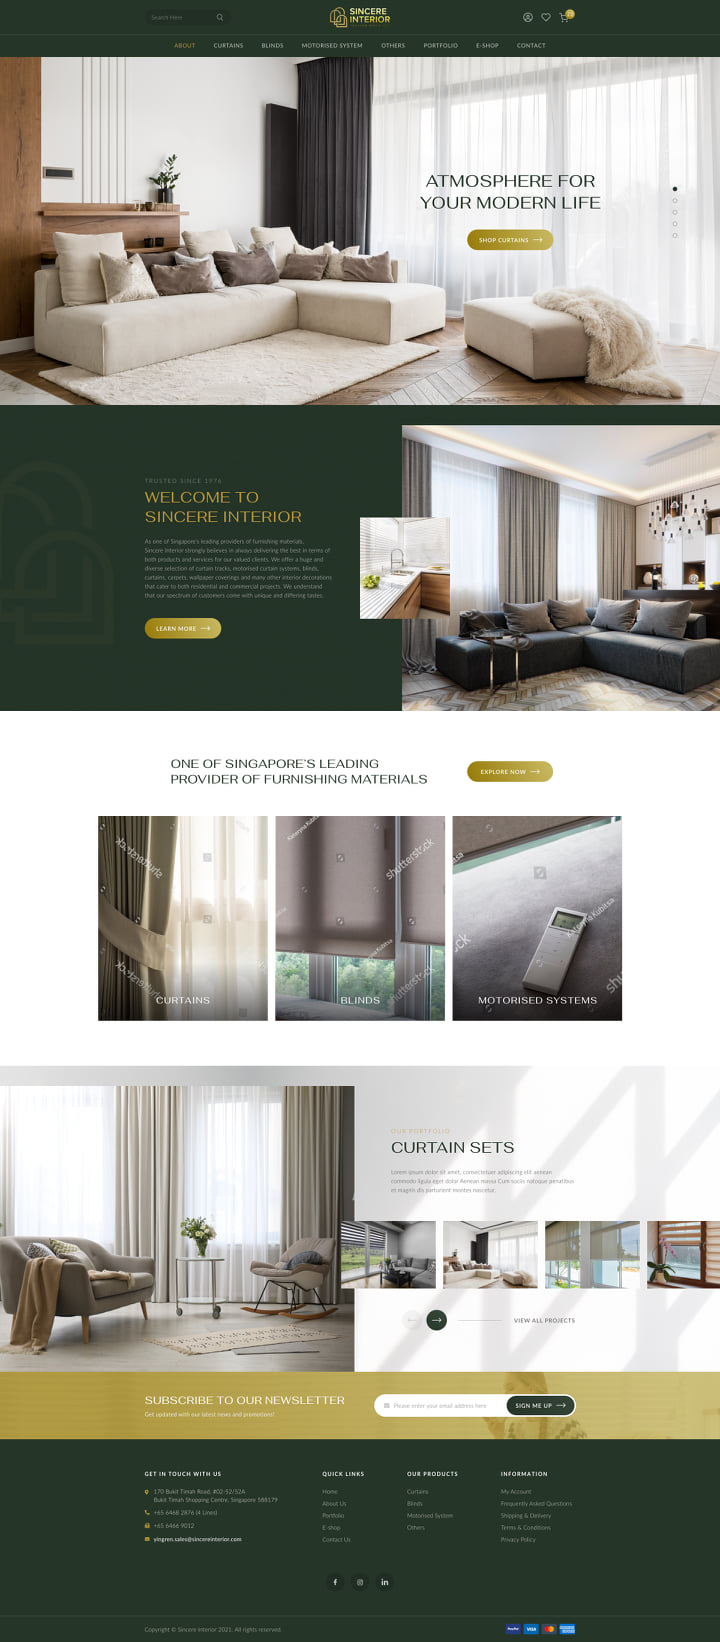 Search Here
SINCERE
INTERIOR
ABOUT CURTAINS BLINDS MOTORISED SYSTEM OTHERS PORTFOLIO E-SHOP CONTACT
ATMOSPHERE FOR
YOUR MODERN LIFE
SHOP CURTAINS
TRUSTED SINCE 1976
WELCOME TO
SINCERE INTERIOR
As one of Singapore's leading providers of furnishing materials,
Sincere Interior strongly believes in always delivering the best in terms of
both products and services for our valued clients. We offer a huge and
diverse selection of curtain tracks, motorised curtain systems, blinds,
curtains, carpets, wallpaper coverings and many other interior decorations
that cater to both residential and commercial projects. We understand
that our spectrum of customers come with unique and differing tastes.
LEARN MORE
ONE OF SINGAPORE'S LEADING
PROVIDER OF FURNISHING MATERIALS
EXPLORE NOW
shutterstock
Kateryna Kubitsa
shutterstock
Kateryna Kubitsa
CURTAINS
BLINDS
MOTORISED SYSTEMS
OUR PORTFOLIO
CURTAIN SETS
Lorem ipsum dolor sit amet, consectetuer adipiscing elit aenean
commodo ligula eget dolor Aenean massa Cum sociis natoque penatibus
et magnis dis parturient montes nascetur.
VIEW ALL PROJECTS
SUBSCRIBE TO OUR NEWSLETTER
Get updated with our latest news and promotions!
Please enter your email address here
SIGN ME UP
GET IN TOUCH WITH US
170 Bukit Timah Road, #02-52/52A
Bukit Timah Shopping Centre, Singapore 588179
+65 6468 2876 (4 Lines)
+65 6466 9012
yingren.sales@sincereinterior.com
QUICK LINKS
Home
About Us
Portfolio
E-shop
Contact Us
OUR PRODUCTS
Curtains
Blinds
Motorised System
Others
INFORMATION
My Account
Frequently Asked Questions
Shipping & Delivery
Terms & Conditions
Privacy Policy
Copyright © Sincere Interior 2021. All rights reserved.
PayPal VISA